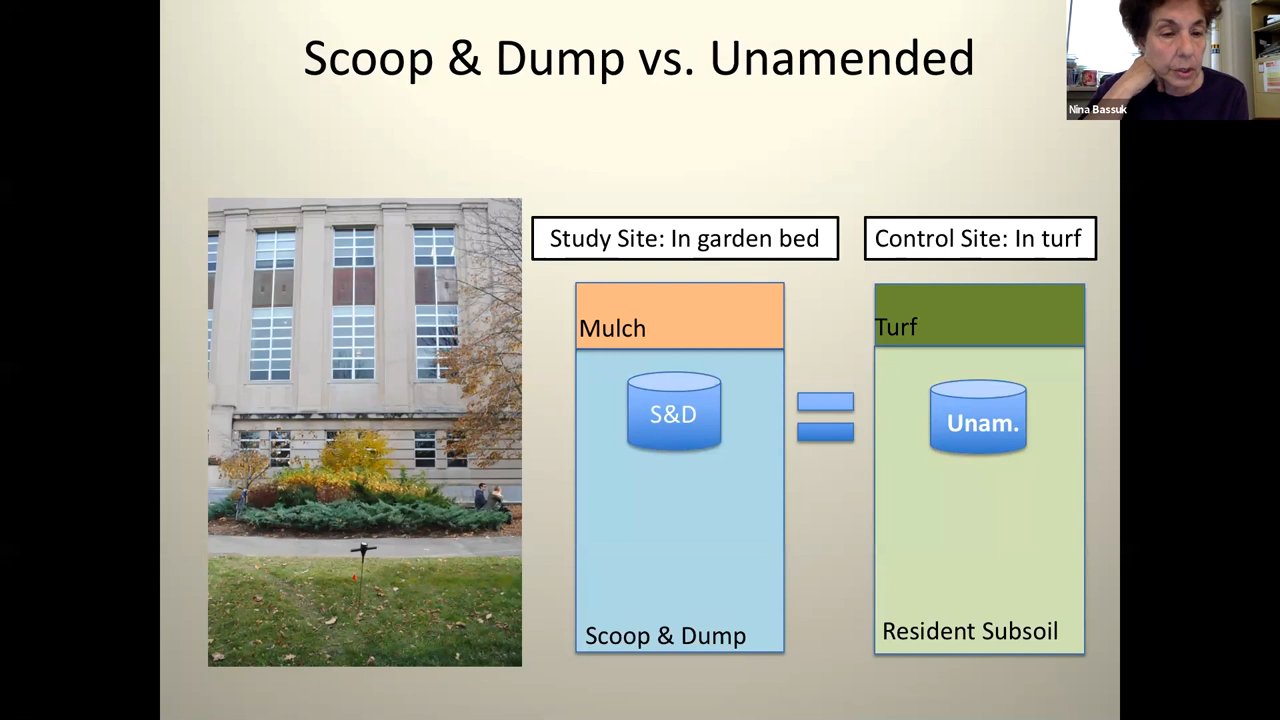 Scoop & Dump vs. Unamended
Nina Bassuk
Study Site: In garden bed
Control Site: In turf
Mulch
Turf
S&D
Unam.
Scoop & Dump
Resident Subsoil